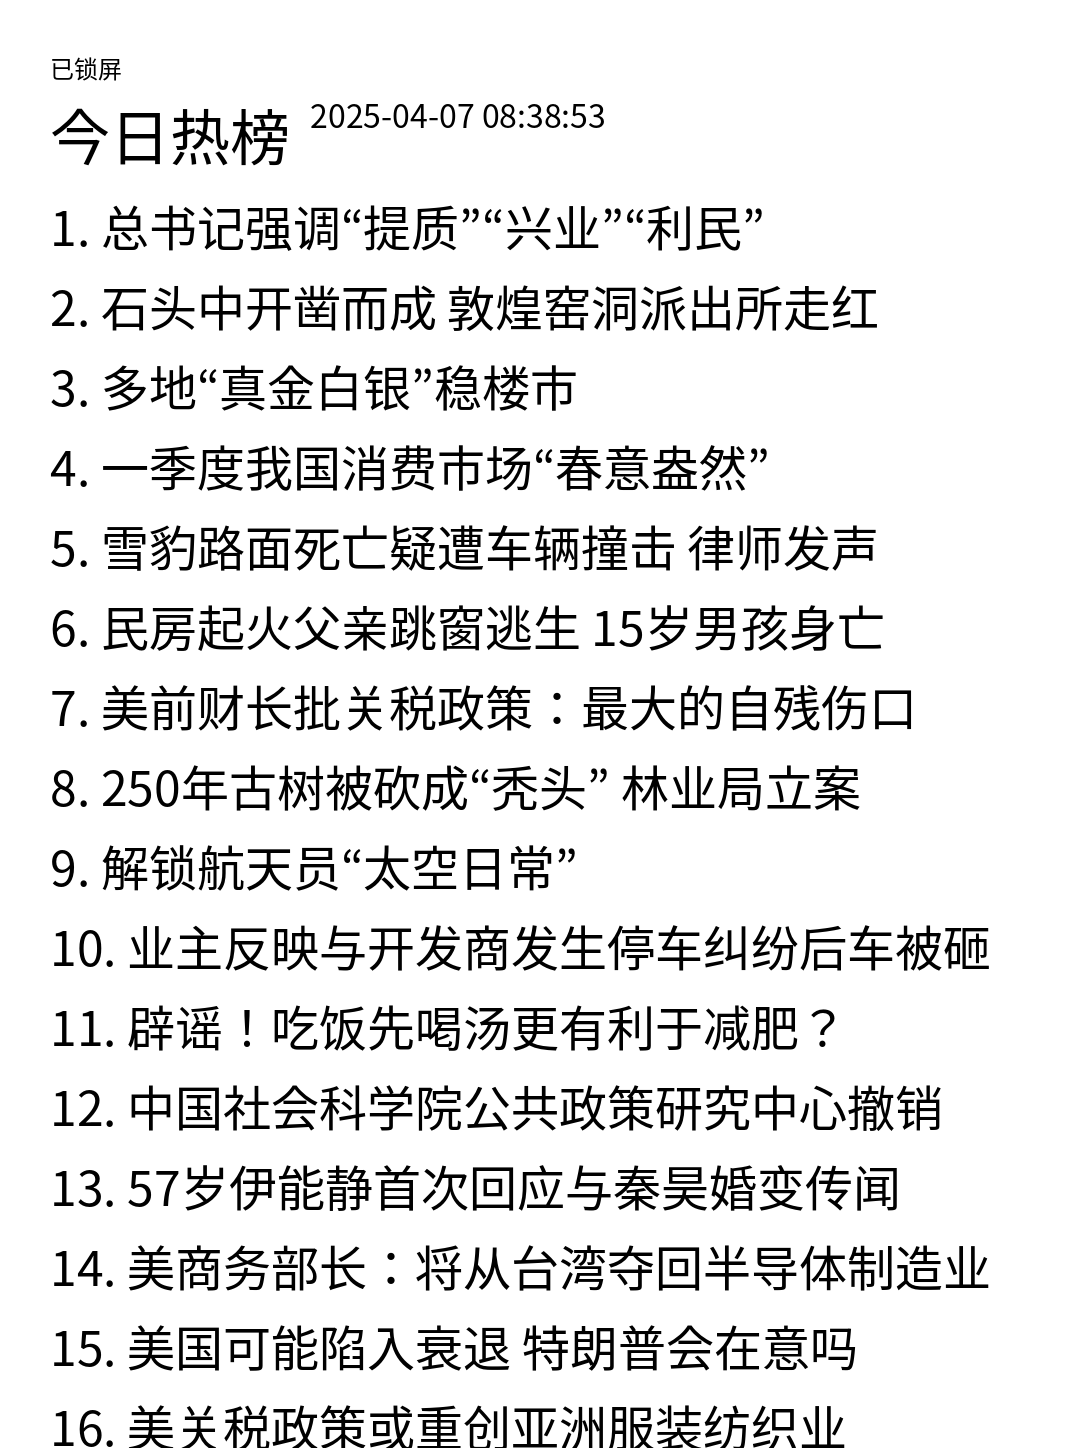 已锁屏
今日热榜 2025-04-07 08:38:53
1. 总书记强调“提质”“兴业”“利民”
2. 石头中开凿而成 敦煌窑洞派出所走红
3. 多地“真金白银”稳楼市
4. 一季度我国消费市场“春意盎然”
5. 雪豹路面死亡疑遭车辆撞击 律师发声
6. 民房起火父亲跳窗逃生 15岁男孩身亡
7. 美前财长批关税政策：最大的自残伤口
8. 250年古树被砍成“秃头” 林业局立案
9. 解锁航天员“太空日常”
10. 业主反映与开发商发生停车纠纷后车被砸
11. 辟谣！吃饭先喝汤更有利于减肥？
12. 中国社会科学院公共政策研究中心撤销
13. 57岁伊能静首次回应与秦昊婚变传闻
14. 美商务部长：将从台湾夺回半导体制造业
15. 美国可能陷入衰退 特朗普会在意吗
16. 美关税政策或重创亚洲服装纺织业